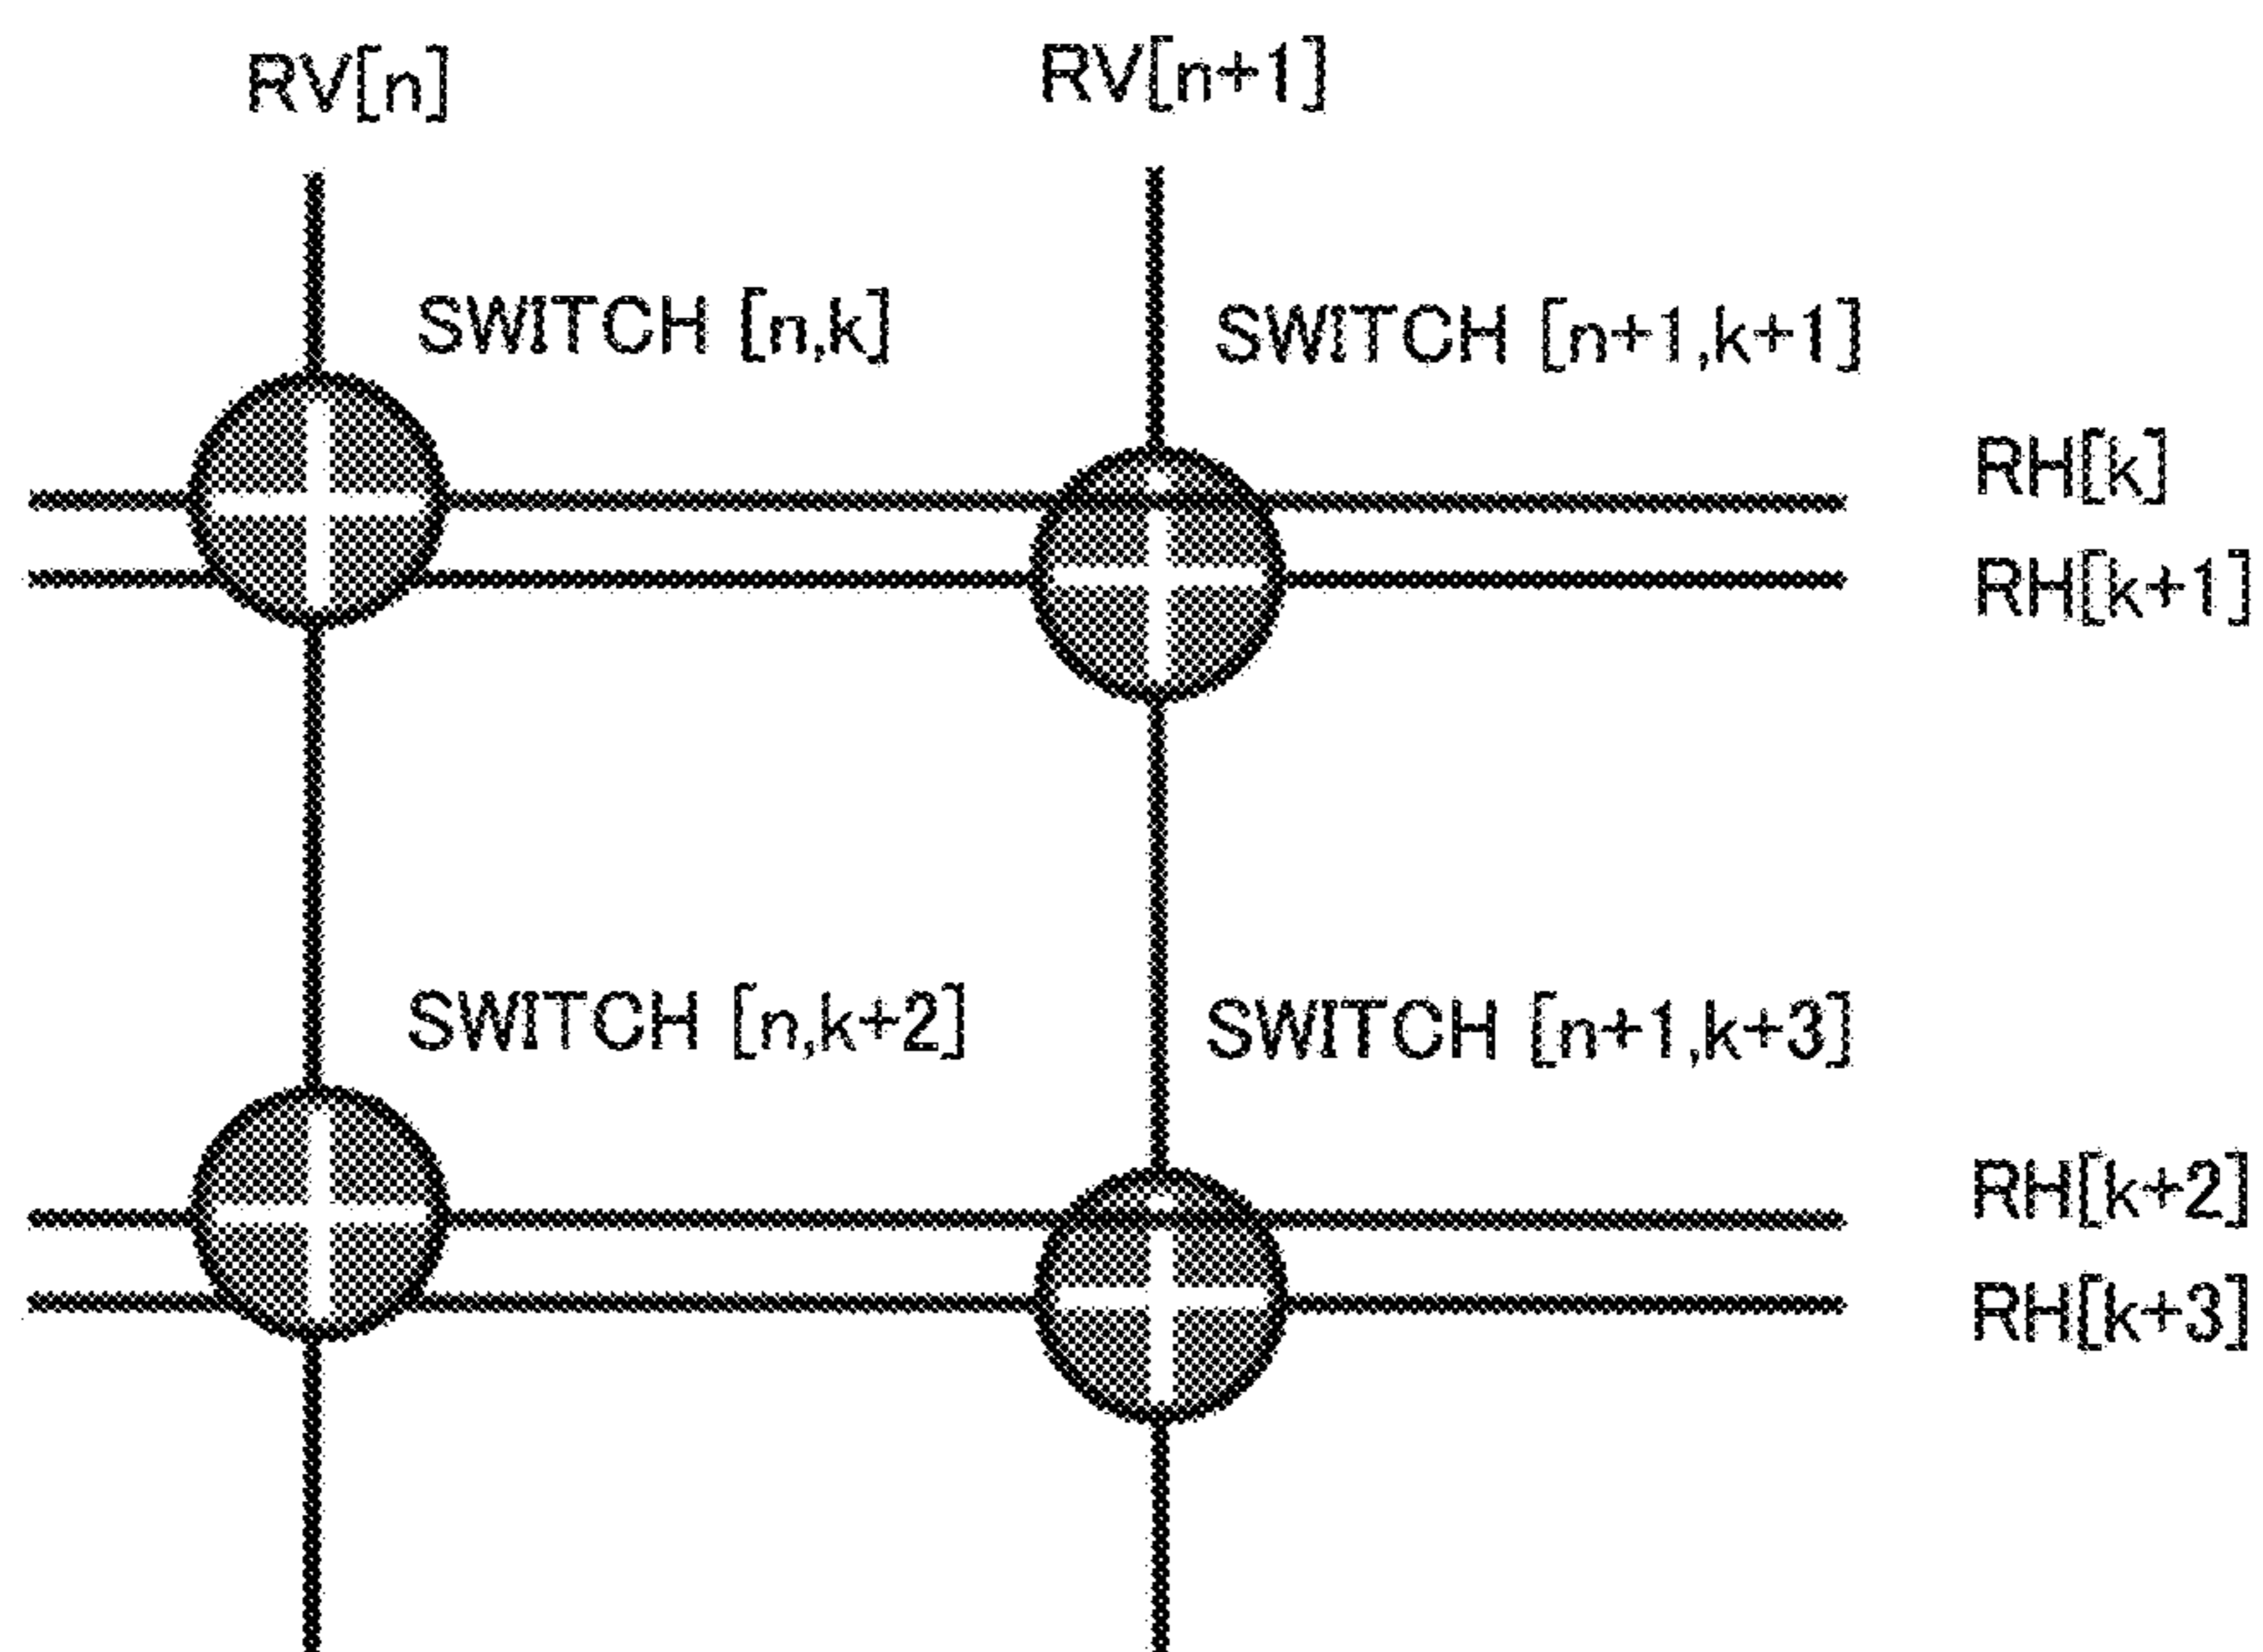 RV[n]
RV[n+1]
SWITCH [n,k]
SWITCH [n+1,k+1]
RH[k]
RH[k+1]
SWITCH [n,k+2]
SWITCH [n+1,k+3]
RH[k+2]
RH[k+3]